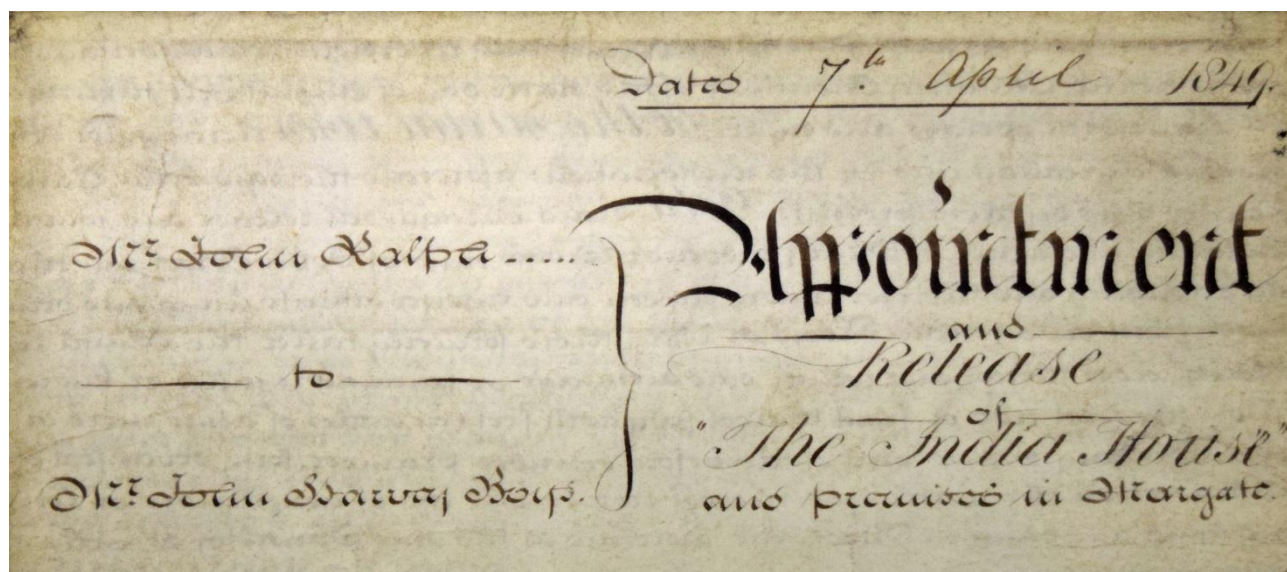 Dated 7th April 1849.
Mr. John Ralph .....
to
Mr. John Harvey Boys.
Appointment
and
Release
of
"The India House"
and premises in Margate.